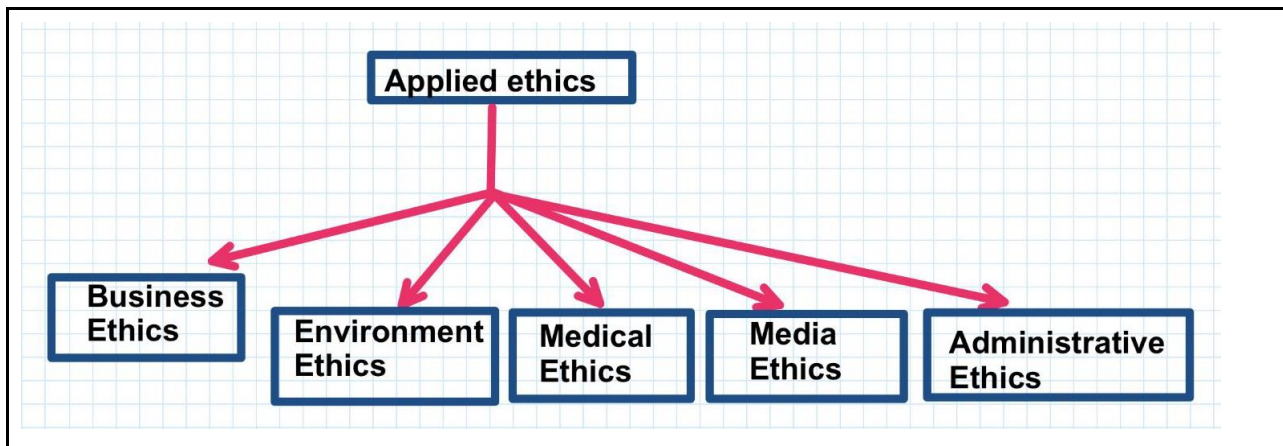 Applied ethics
Business
Ethics
Environment
Ethics
Medical
Ethics
Media
Ethics
Administrative
Ethics